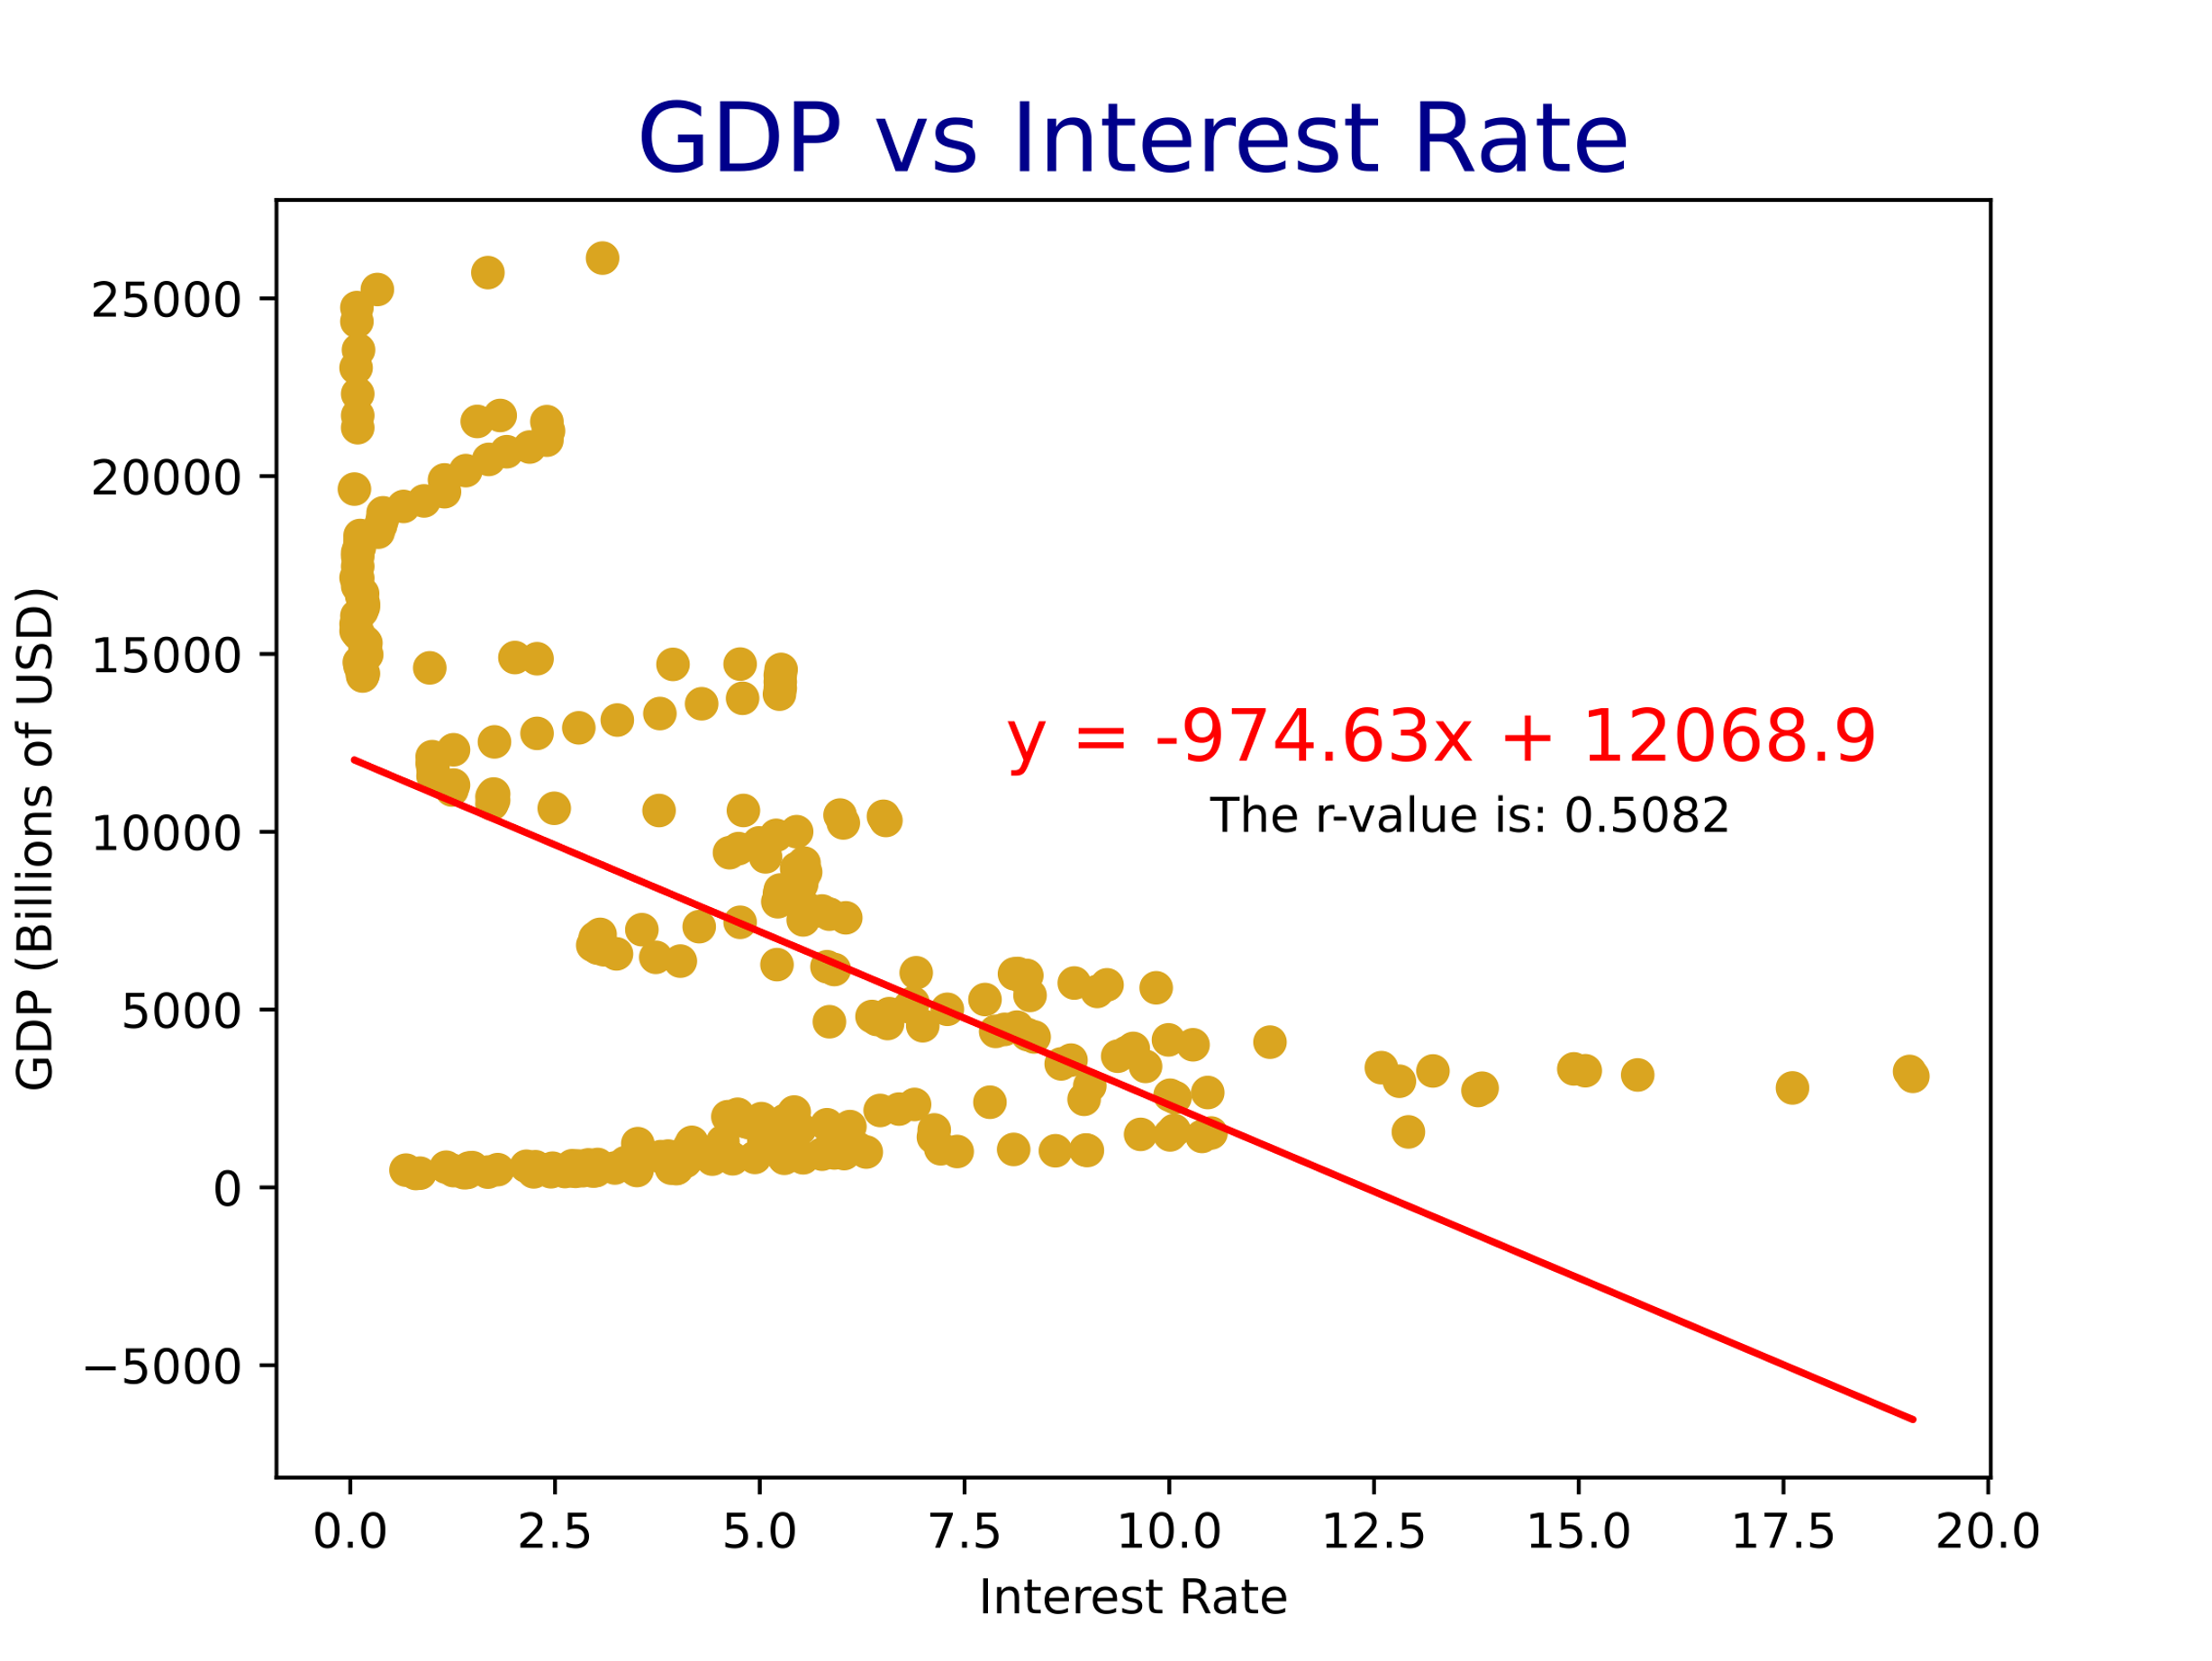 GDP vs Interest Rate
25000
20000
15000
10000
5000
0
−5000
GDP (Billions of USD)
y = -974.63x + 12068.9
The r-value is: 0.5082
0.0 2.5 5.0 7.5 10.0 12.5 15.0 17.5 20.0
Interest Rate